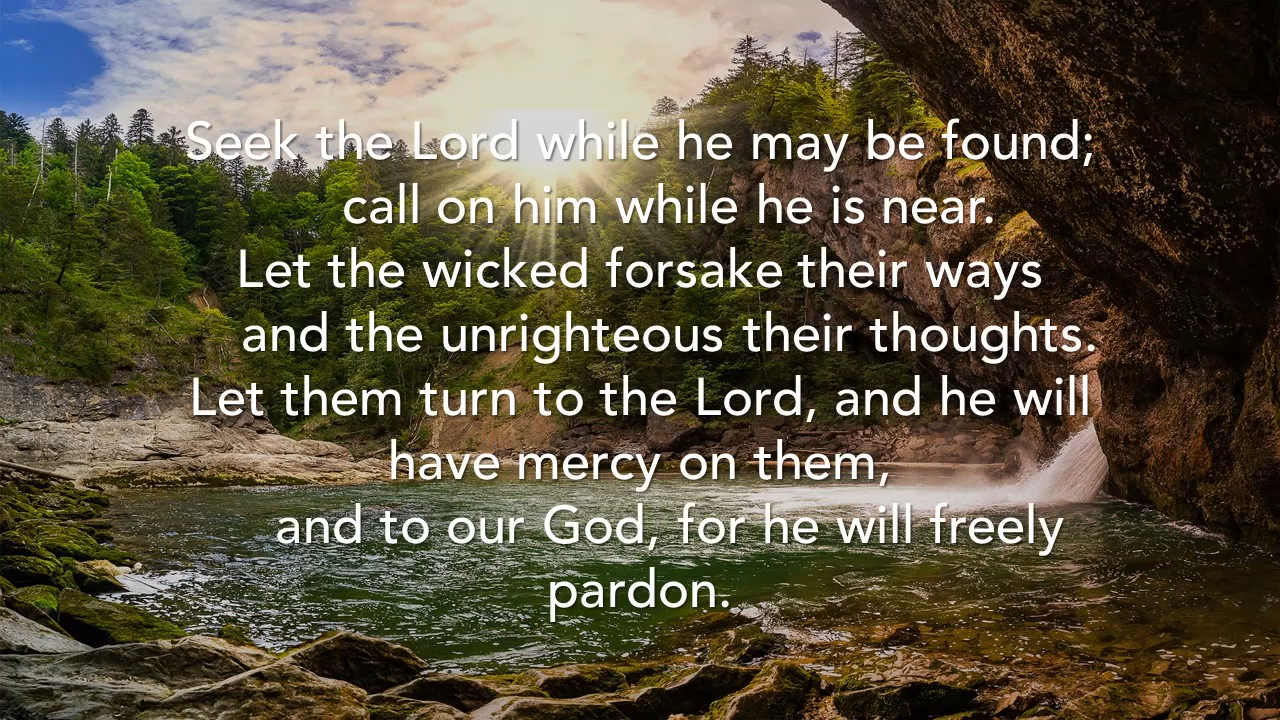 Seek the Lord while he may be found;
call on him while he is near.
Let the wicked forsake their ways
and the unrighteous their thoughts.
Let them turn to the Lord, and he will
have mercy on them,
and to our God, for he will freely
pardon.